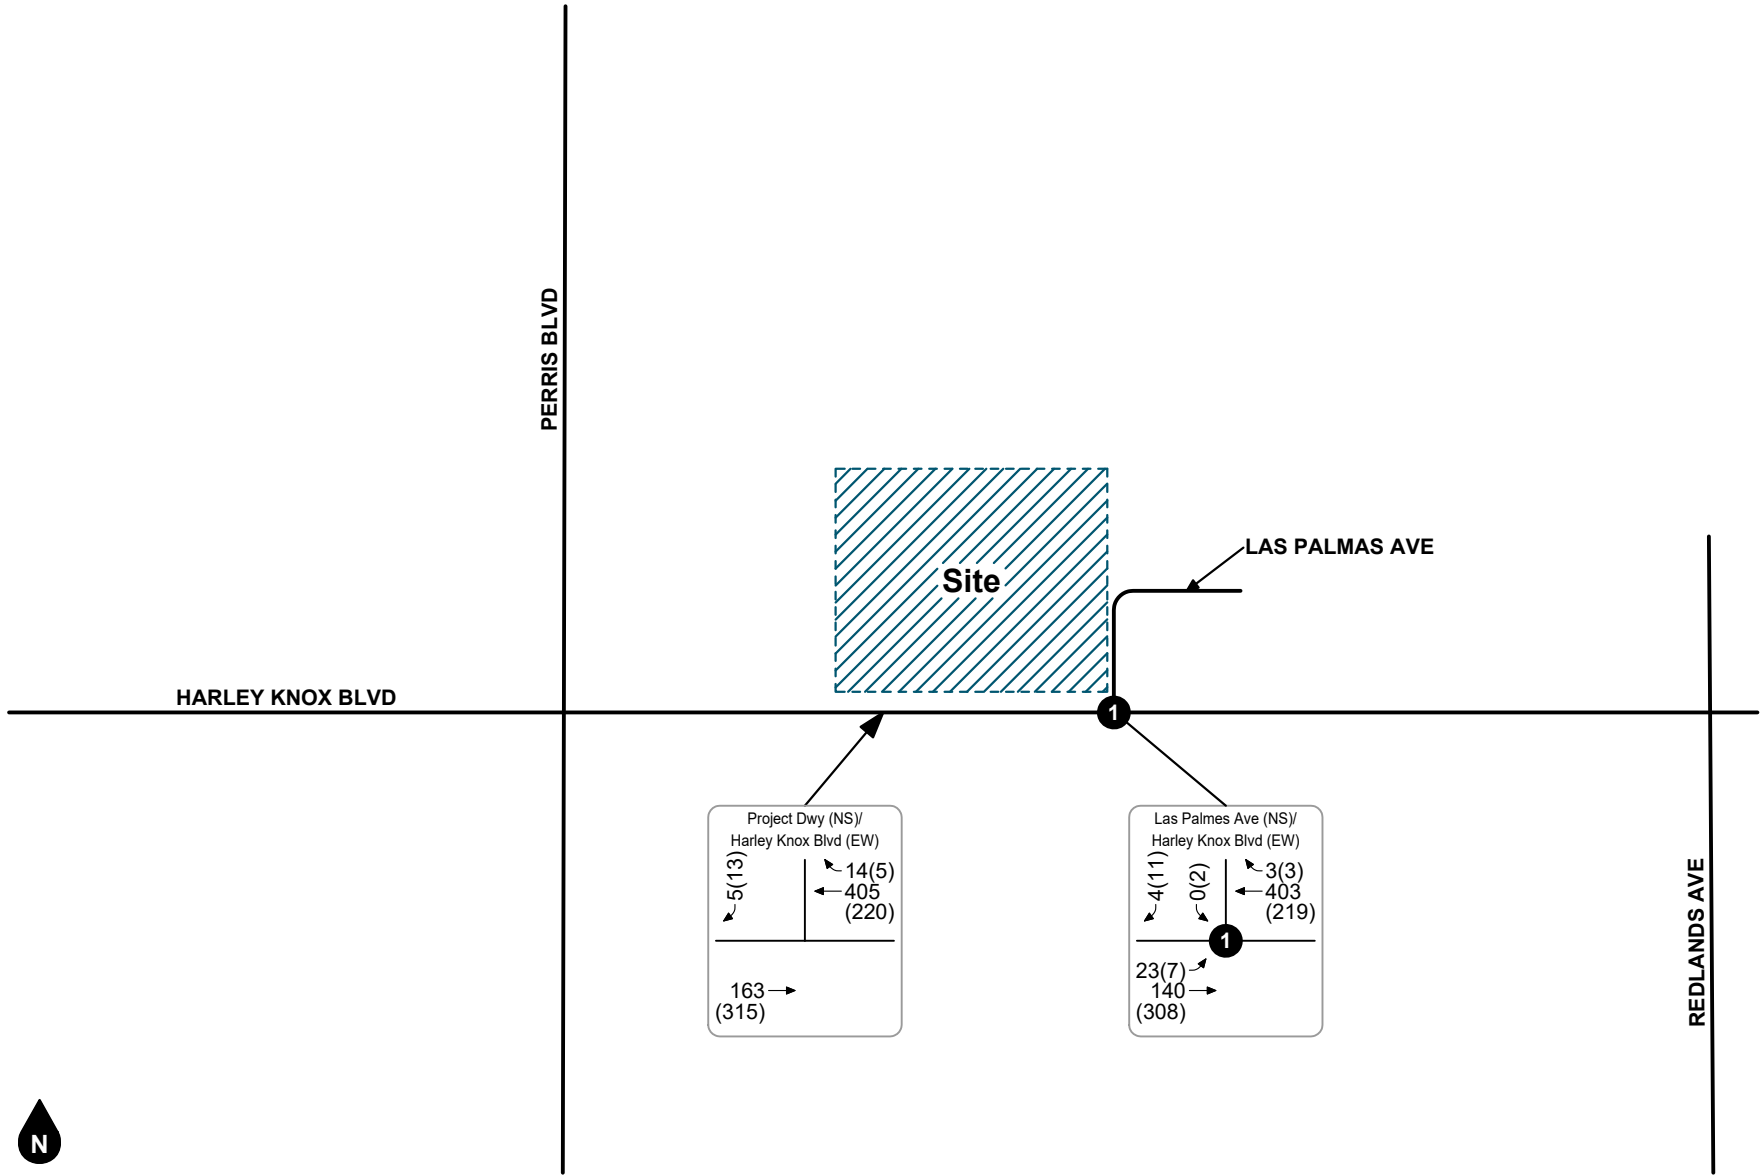 PERRIS BLVD
LAS PALMAS AVE
Site
HARLEY KNOX BLVD
1
Project Dwy (NS)/
Harley Knox Blvd (EW)
5(13)
14(5)
405
(220)
163
(315)
Las Palmes Ave (NS)/
Harley Knox Blvd (EW)
4(11)
0(2)
3(3)
403
(219)
1
23(7)
140
(308)
REDLANDS AVE
N